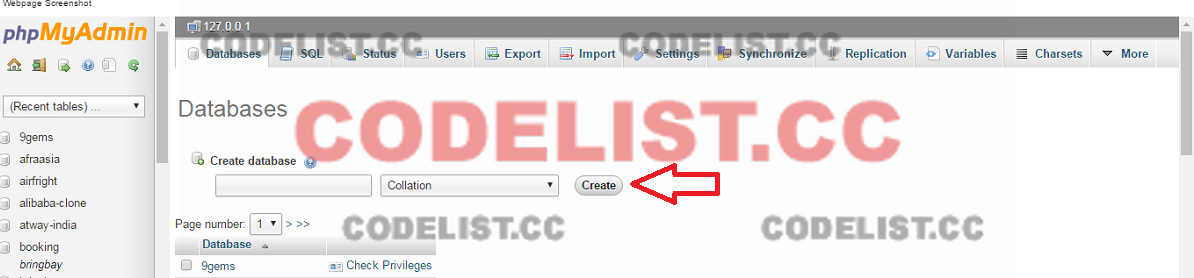 Webpage Screenshot
phpMyAdmin
127.0.0.1
CODELIST.CC CODELIST.CC
Databases SQL Status Users Export Import Settings Synchronize Replication Variables Charsets More
(Recent tables) ...
9gems
afraasia
airfright
alibaba-clone
atway-india
booking
bringbay
Databases
CODELIST.CC
Create database
Collation Create
Page number: 1 > >>
CODELIST.CC CODELIST.CC
Database
9gems Check Privileges